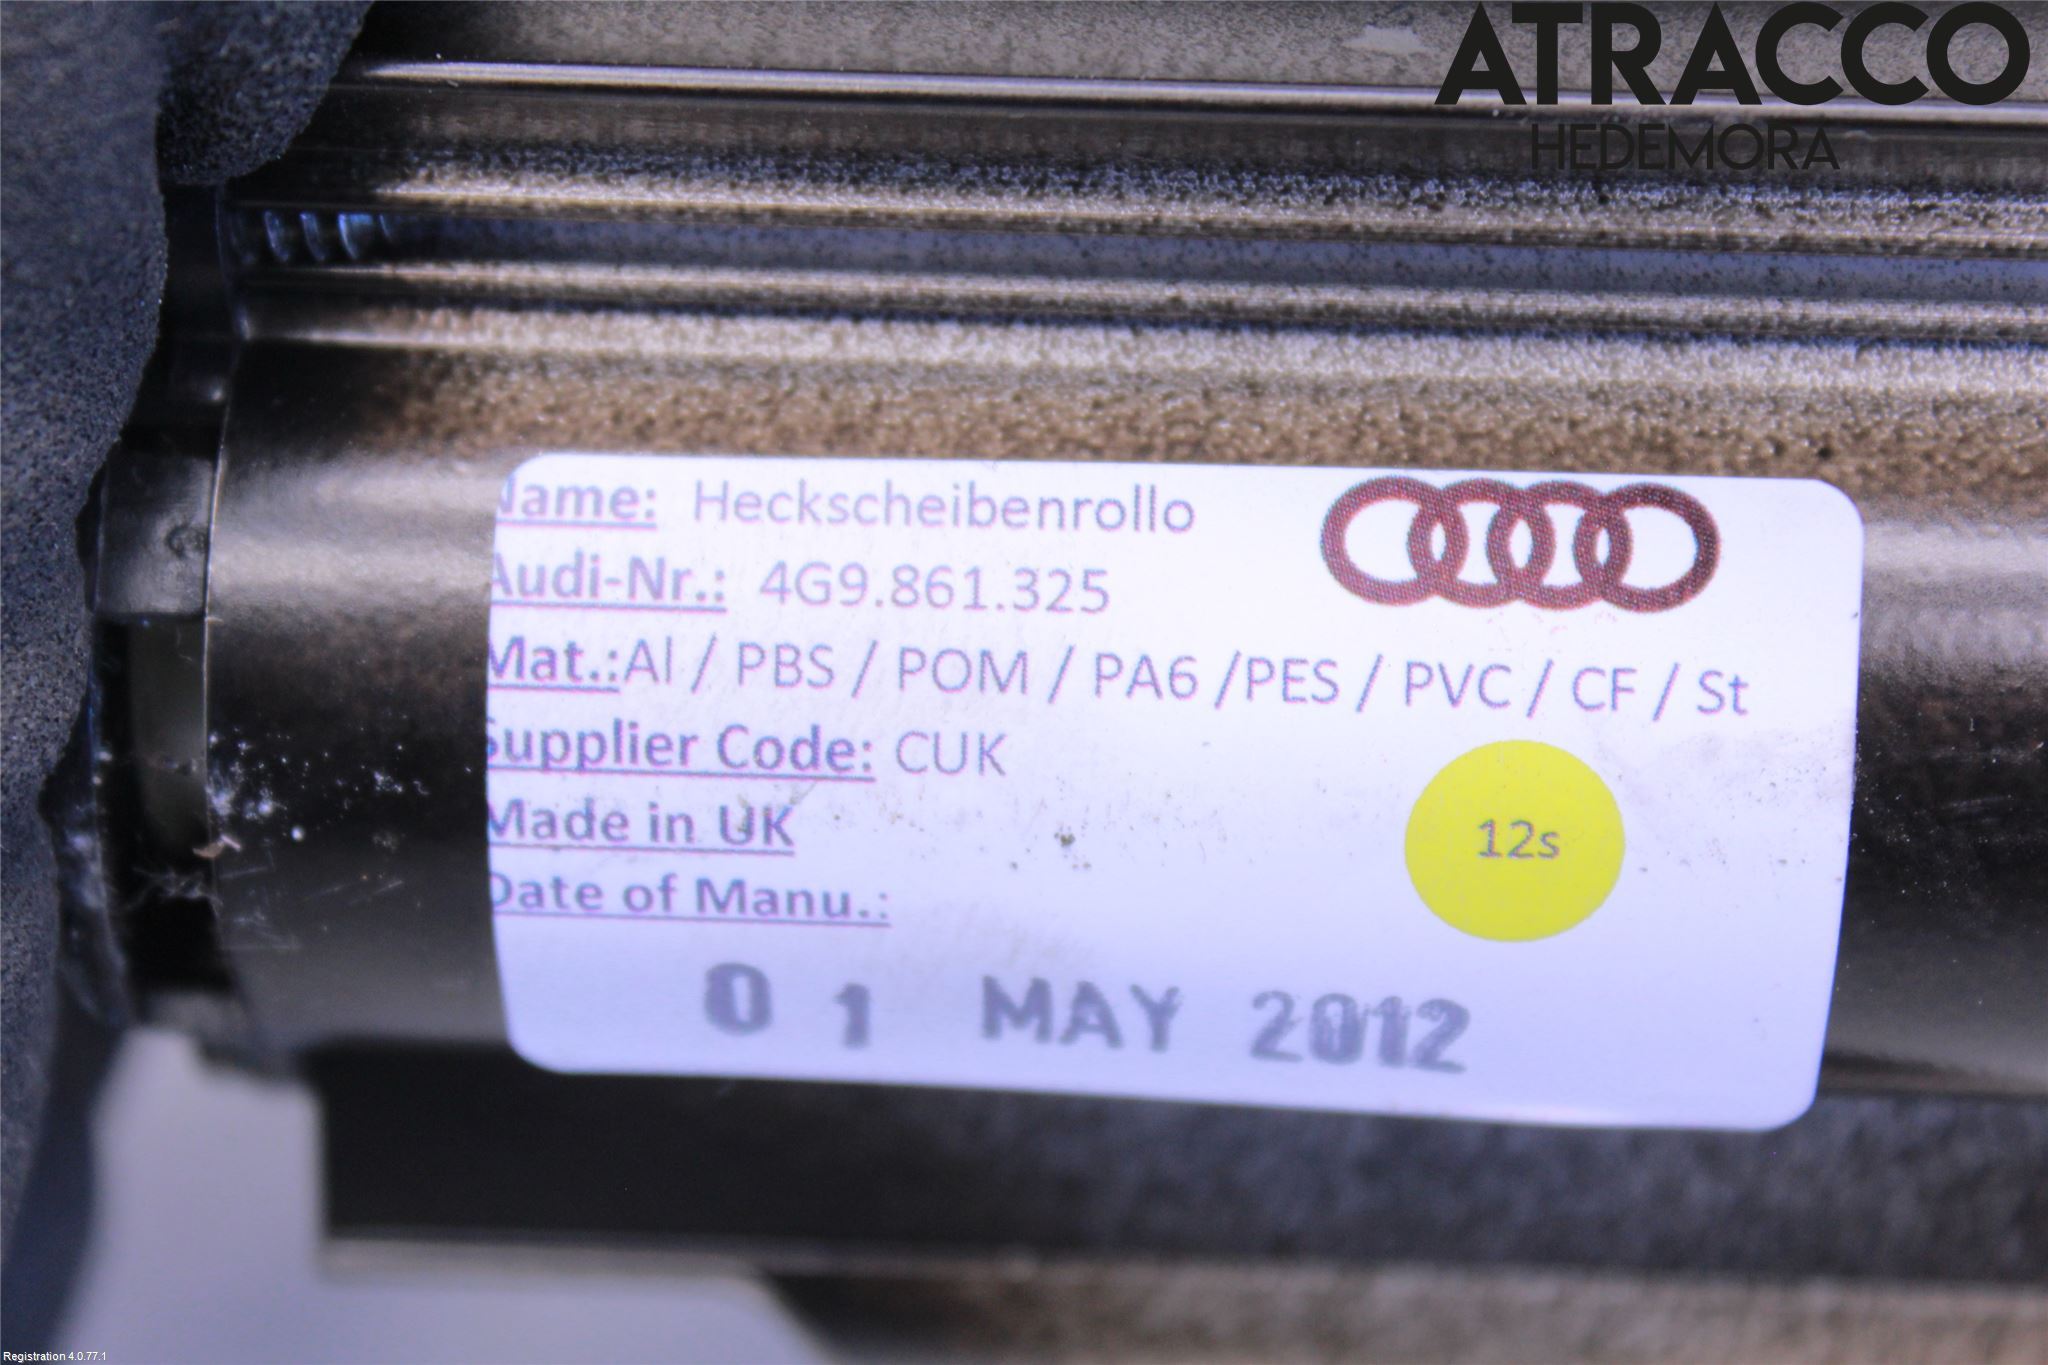 ATRACCO
HEDEMORA
Name: Heckscheibenrollo
Audi-Nr.: 4G9.861.325
Mat.:Al / PBS / POM / PA6 /PES / PVC / CF / St
Supplier Code: CUK
Made in UK
12s
Date of Manu.:
01 MAY 2012
Registration 4.0.77.1